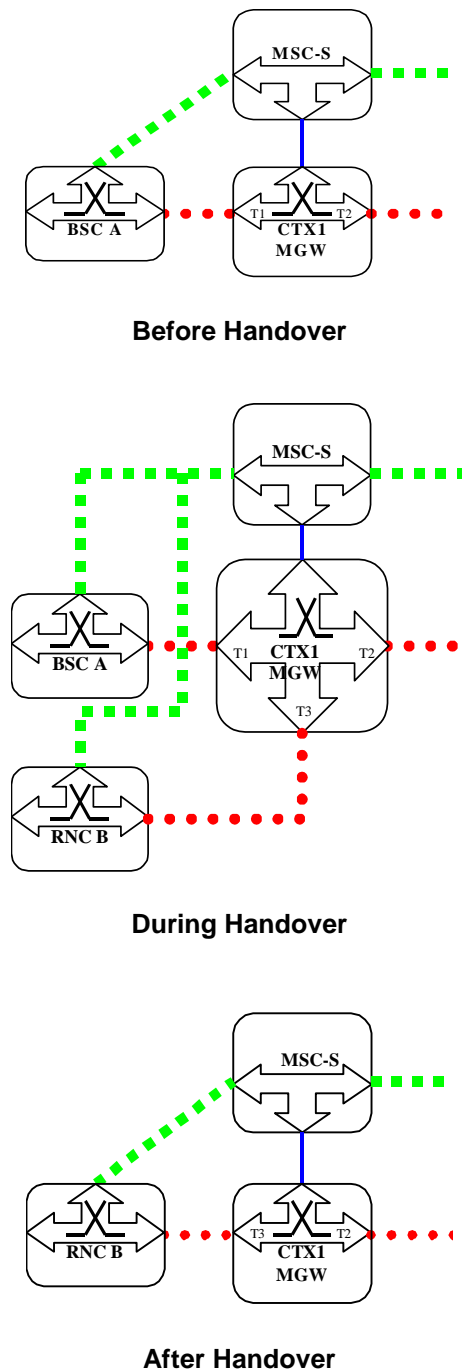 MSC-S
BSC A
T1
T2
CTX1
MGW
Before Handover
MSC-S
BSC A
T1
CTX1
T2
MGW
T3
RNC B
During Handover
MSC-S
RNC B
T3
T2
CTX1
MGW
After Handover